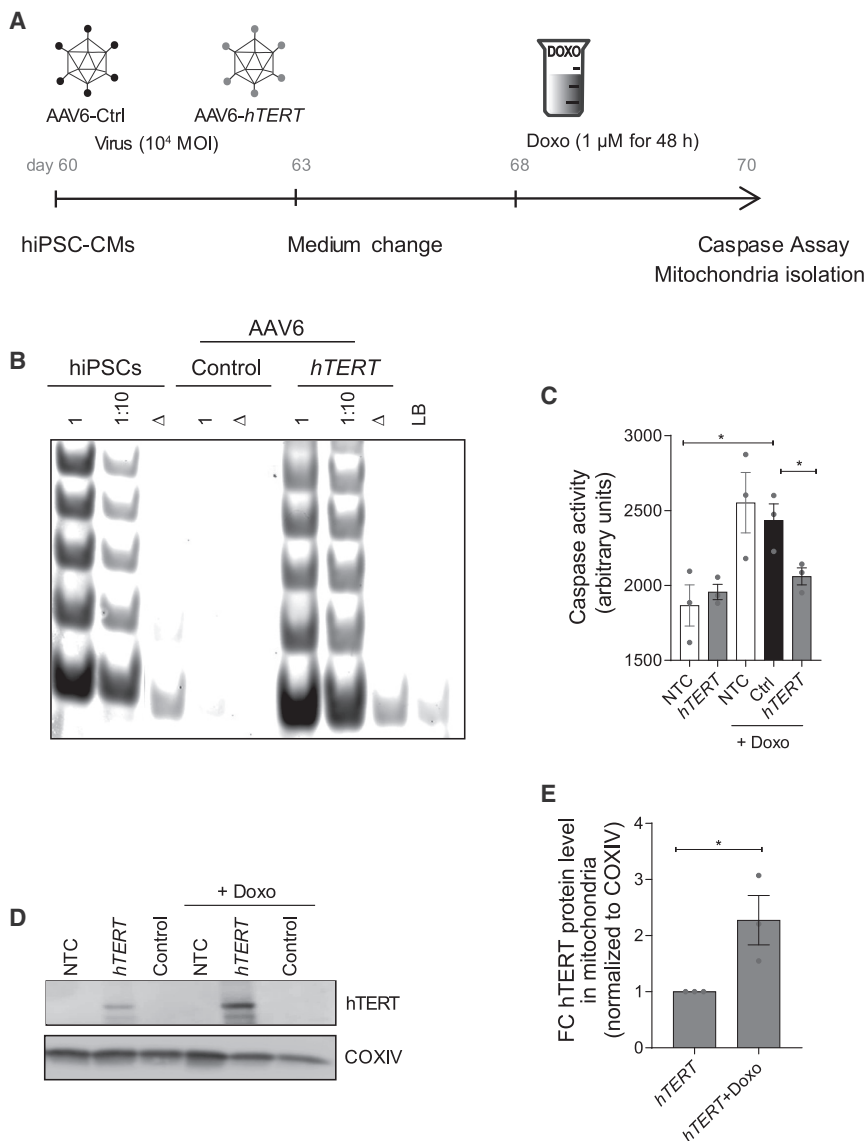 A
DOXO
AAV6-Ctrl AAV6-hTERT
Virus (10⁴ MOI) Doxo (1 µM for 48 h)
day 60 63 68 70
hiPSC-CMs Medium change Caspase Assay
Mitochondria isolation
B
AAV6
hiPSCs Control hTERT
1 1:10 Δ 1 Δ 1 1:10 Δ LB
C
Caspase activity
(arbitrary units)
3000
2500
2000
1500
* *
NTC hTERT NTC Ctrl hTERT
+ Doxo
D
+ Doxo
NTC hTERT Control NTC hTERT Control
hTERT
COXIV
E
FC hTERT protein level
in mitochondria
(normalized to COXIV)
4
3
2
1
0
*
hTERT hTERT+Doxo